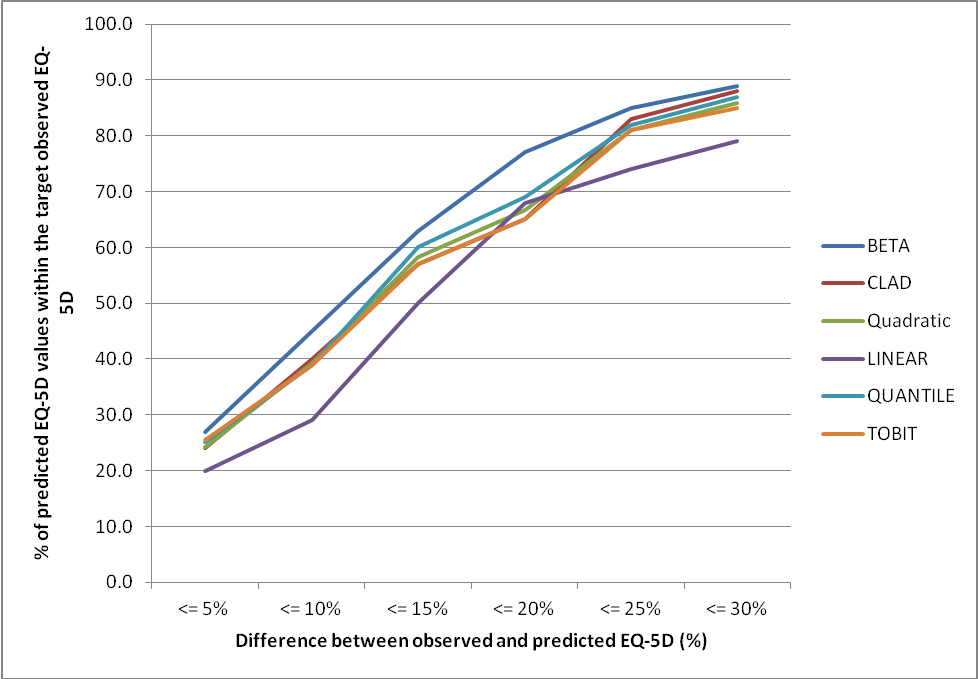 % of predicted EQ-5D values within the target observed EQ-
5D
100.0
90.0
80.0
70.0
60.0
50.0
40.0
30.0
20.0
10.0
0.0
<= 5% <= 10% <= 15% <= 20% <= 25% <= 30%
Difference between observed and predicted EQ-5D (%)
BETA
CLAD
Quadratic
LINEAR
QUANTILE
TOBIT